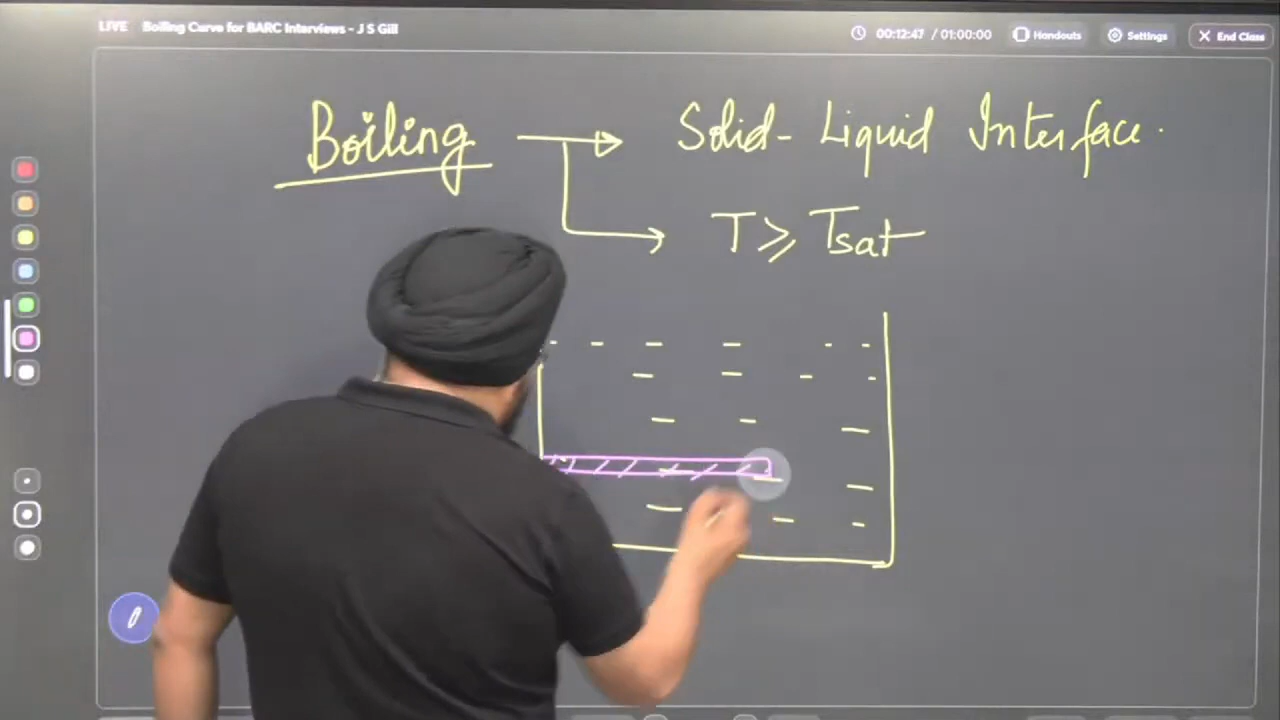 LIVE Boiling Curve for BARC Interviews - J S Gill 00:12:47 / 01:00:00 Handouts Settings End Class
Boiling → Solid-Liquid Interface.
→ T ⩾ Tsat